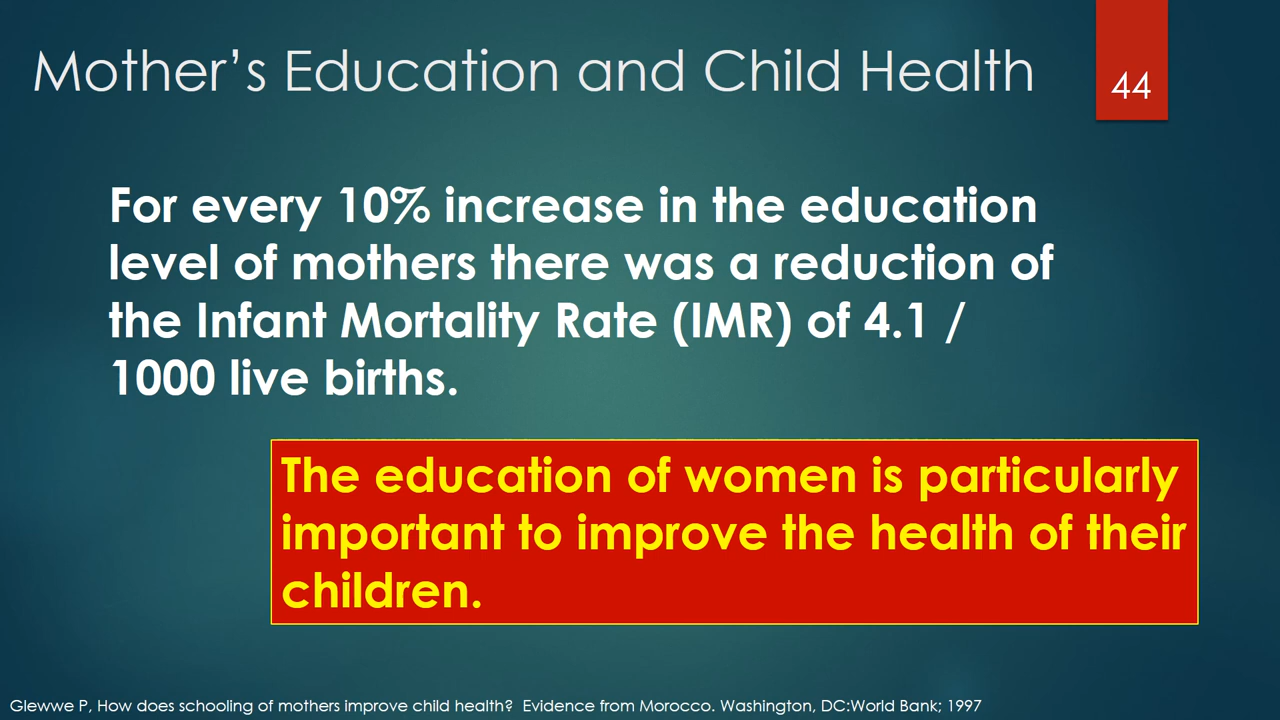 Mother's Education and Child Health
44
For every 10% increase in the education
level of mothers there was a reduction of
the Infant Mortality Rate (IMR) of 4.1 /
1000 live births.
The education of women is particularly
important to improve the health of their
children.
Glewwe P, How does schooling of mothers improve child health?  Evidence from Morocco. Washington, DC:World Bank; 1997